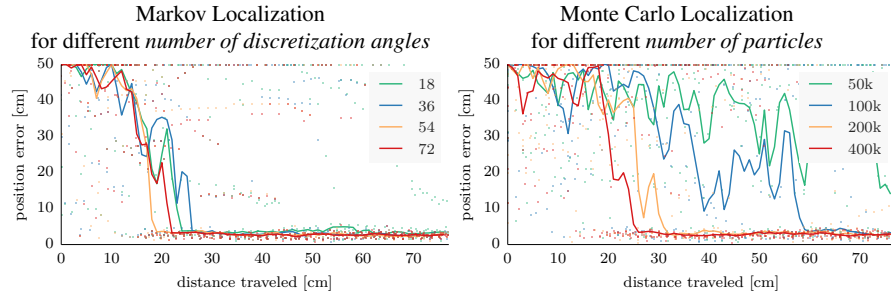 Markov Localization
for different number of discretization angles
50
40
30
20
10
0
0 10 20 30 40 50 60 70
position error [cm]
distance traveled [cm]
18
36
54
72
Monte Carlo Localization
for different number of particles
50
40
30
20
10
0
0 10 20 30 40 50 60 70
position error [cm]
distance traveled [cm]
50k
100k
200k
400k